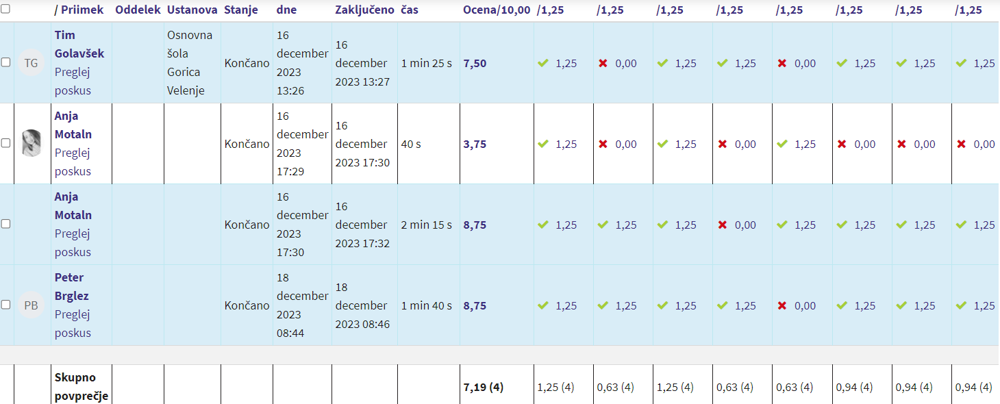 / Priimek Oddelek Ustanova Stanje dne Zaključeno čas Ocena/10,00 /1,25 /1,25 /1,25 /1,25 /1,25 /1,25 /1,25 /1,25
TG
Tim
Golavšek
Preglej
poskus
Osnovna
šola
Gorica
Velenje
Končano
16
december
2023
13:26
16
december
2023 13:27
1 min 25 s
7,50
1,25 0,00 1,25 1,25 0,00 1,25 1,25 1,25
Anja
Motaln
Preglej
poskus
Končano
16
december
2023
17:29
16
december
2023 17:30
40 s
3,75
1,25 0,00 1,25 0,00 1,25 0,00 0,00 0,00
Anja
Motaln
Preglej
poskus
Končano
16
december
2023
17:30
16
december
2023 17:32
2 min 15 s
8,75
1,25 1,25 1,25 0,00 1,25 1,25 1,25 1,25
PB
Peter
Brglez
Preglej
poskus
Končano
18
december
2023
08:44
18
december
2023 08:46
1 min 40 s
8,75
1,25 1,25 1,25 1,25 0,00 1,25 1,25 1,25
Skupno
povprečje
7,19 (4) 1,25 (4) 0,63 (4) 1,25 (4) 0,63 (4) 0,63 (4) 0,94 (4) 0,94 (4) 0,94 (4)